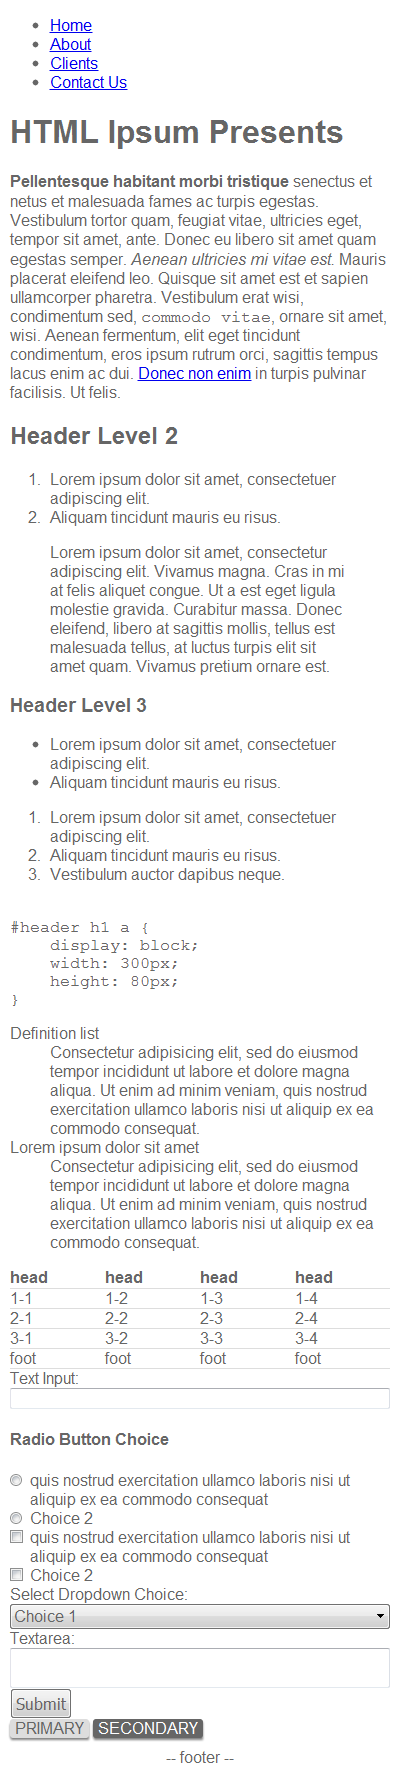 Home
About
Clients
Contact Us
HTML Ipsum Presents
Pellentesque habitant morbi tristique senectus et
netus et malesuada fames ac turpis egestas.
Vestibulum tortor quam, feugiat vitae, ultricies eget,
tempor sit amet, ante. Donec eu libero sit amet quam
egestas semper. Aenean ultricies mi vitae est. Mauris
placerat eleifend leo. Quisque sit amet est et sapien
ullamcorper pharetra. Vestibulum erat wisi,
condimentum sed, commodo vitae, ornare sit amet,
wisi. Aenean fermentum, elit eget tincidunt
condimentum, eros ipsum rutrum orci, sagittis tempus
lacus enim ac dui. Donec non enim in turpis pulvinar
facilisis. Ut felis.
Header Level 2
1. Lorem ipsum dolor sit amet, consectetuer
adipiscing elit.
2. Aliquam tincidunt mauris eu risus.
Lorem ipsum dolor sit amet, consectetur
adipiscing elit. Vivamus magna. Cras in mi
at felis aliquet congue. Ut a est eget ligula
molestie gravida. Curabitur massa. Donec
eleifend, libero at sagittis mollis, tellus est
malesuada tellus, at luctus turpis elit sit
amet quam. Vivamus pretium ornare est.
Header Level 3
Lorem ipsum dolor sit amet, consectetuer
adipiscing elit.
Aliquam tincidunt mauris eu risus.
1. Lorem ipsum dolor sit amet, consectetuer
adipiscing elit.
2. Aliquam tincidunt mauris eu risus.
3. Vestibulum auctor dapibus neque.
#header h1 a {
display: block;
width: 300px;
height: 80px;
}
Definition list
Consectetur adipisicing elit, sed do eiusmod
tempor incididunt ut labore et dolore magna
aliqua. Ut enim ad minim veniam, quis nostrud
exercitation ullamco laboris nisi ut aliquip ex ea
commodo consequat.
Lorem ipsum dolor sit amet
Consectetur adipisicing elit, sed do eiusmod
tempor incididunt ut labore et dolore magna
aliqua. Ut enim ad minim veniam, quis nostrud
exercitation ullamco laboris nisi ut aliquip ex ea
commodo consequat.
head head head head
1-1 1-2 1-3 1-4
2-1 2-2 2-3 2-4
3-1 3-2 3-3 3-4
foot foot foot foot
Text Input:
Radio Button Choice
quis nostrud exercitation ullamco laboris nisi ut
aliquip ex ea commodo consequat
Choice 2
quis nostrud exercitation ullamco laboris nisi ut
aliquip ex ea commodo consequat
Choice 2
Select Dropdown Choice:
Choice 1
Textarea:
Submit
PRIMARY SECONDARY
-- footer --